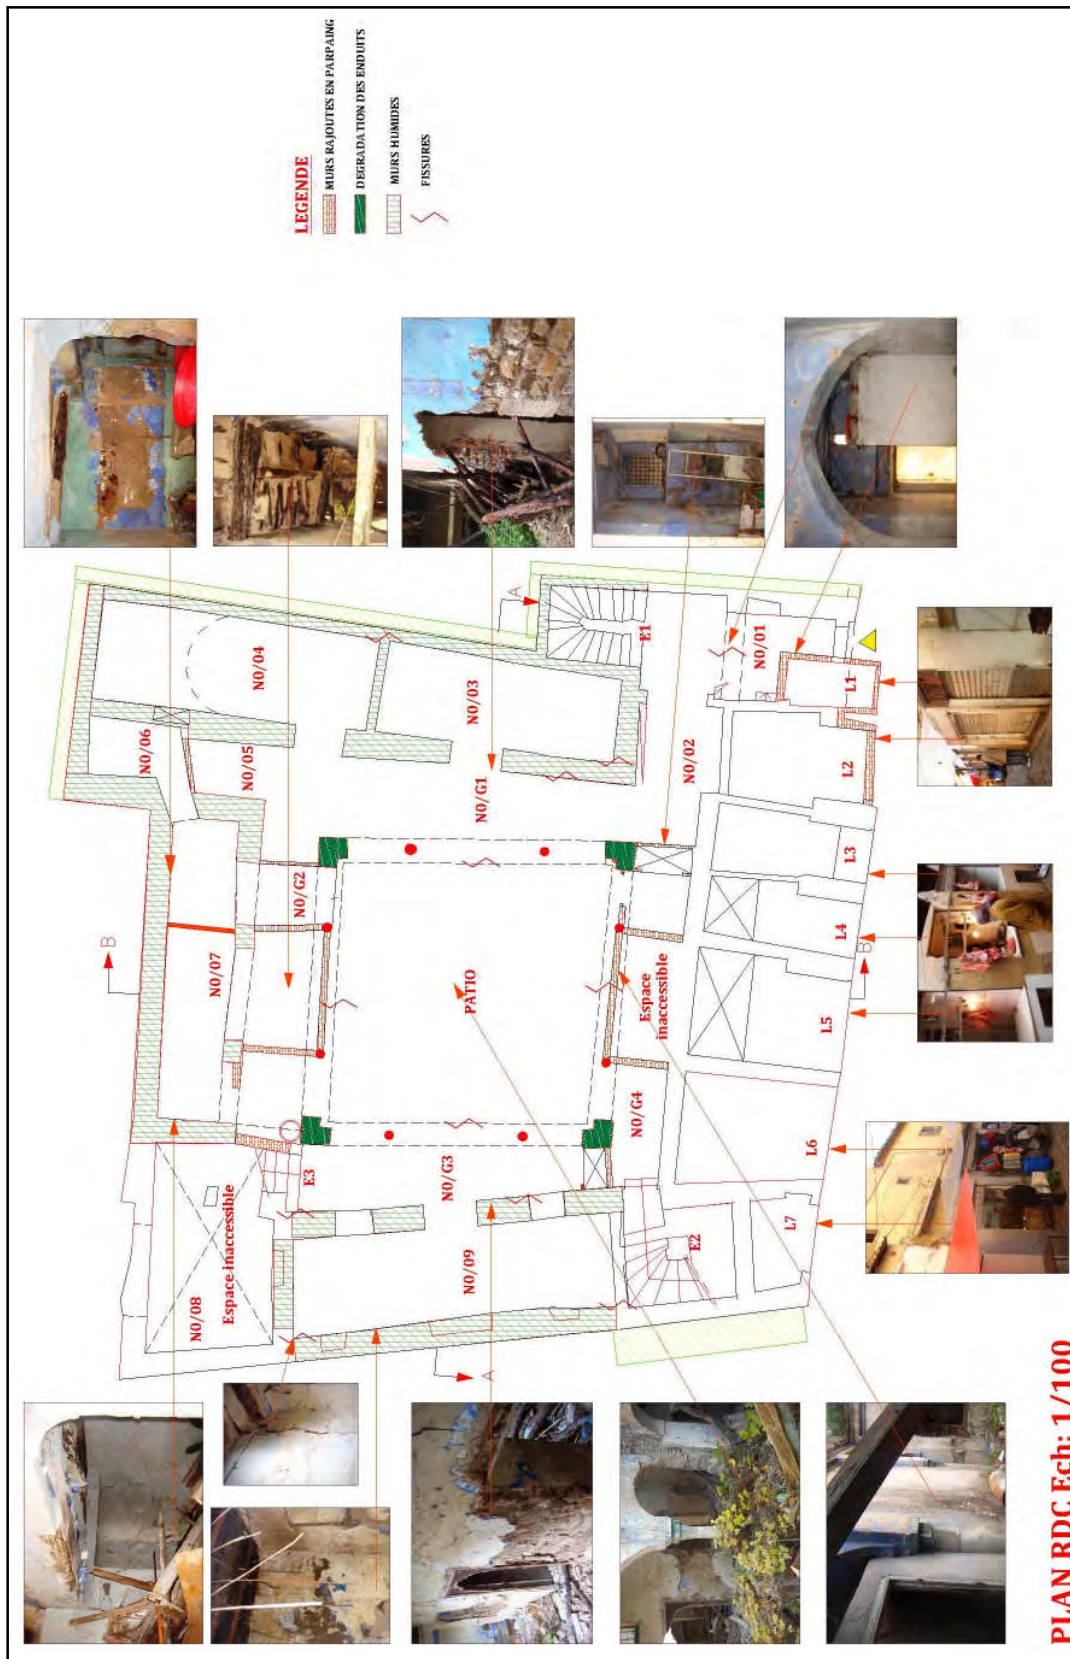 LEGENDE
MURS RAJOUTES EN PARPAING
DEGRADATION DES ENDUITS
MURS HUMIDES
FISSURES
N0/08
Espace inaccessible
N0/07
N0/06
N0/04
N0/05
E3
N0/G2
N0/G3
PATIO
N0/G1
N0/03
N0/09
N0/G4
Espace
inaccessible
N0/02
E1
N0/01
E2
L7
L6
L5
L4
L3
L2
L1
A
A
B
B
PLAN RDC Ech: 1/100